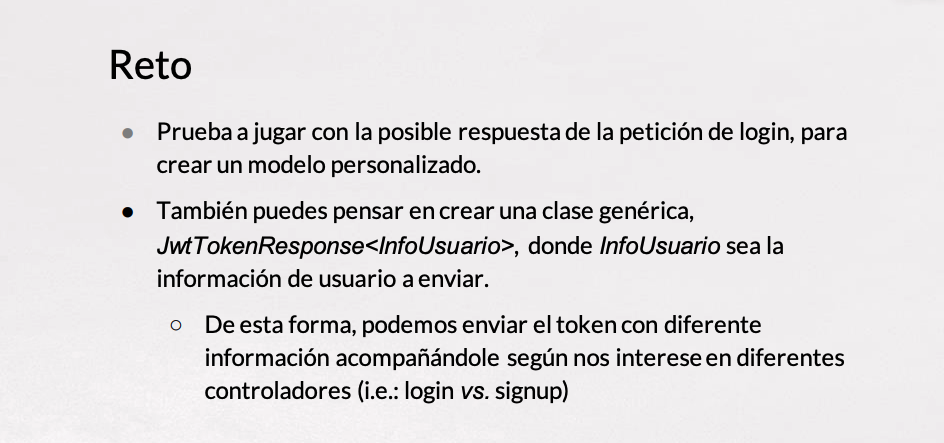 Reto
● Prueba a jugar con la posible respuesta de la petición de login, para
crear un modelo personalizado.
● También puedes pensar en crear una clase genérica,
JwtTokenResponse<InfoUsuario>, donde InfoUsuario sea la
información de usuario a enviar.
○ De esta forma, podemos enviar el token con diferente
información acompañándole según nos interese en diferentes
controladores (i.e.: login vs. signup)